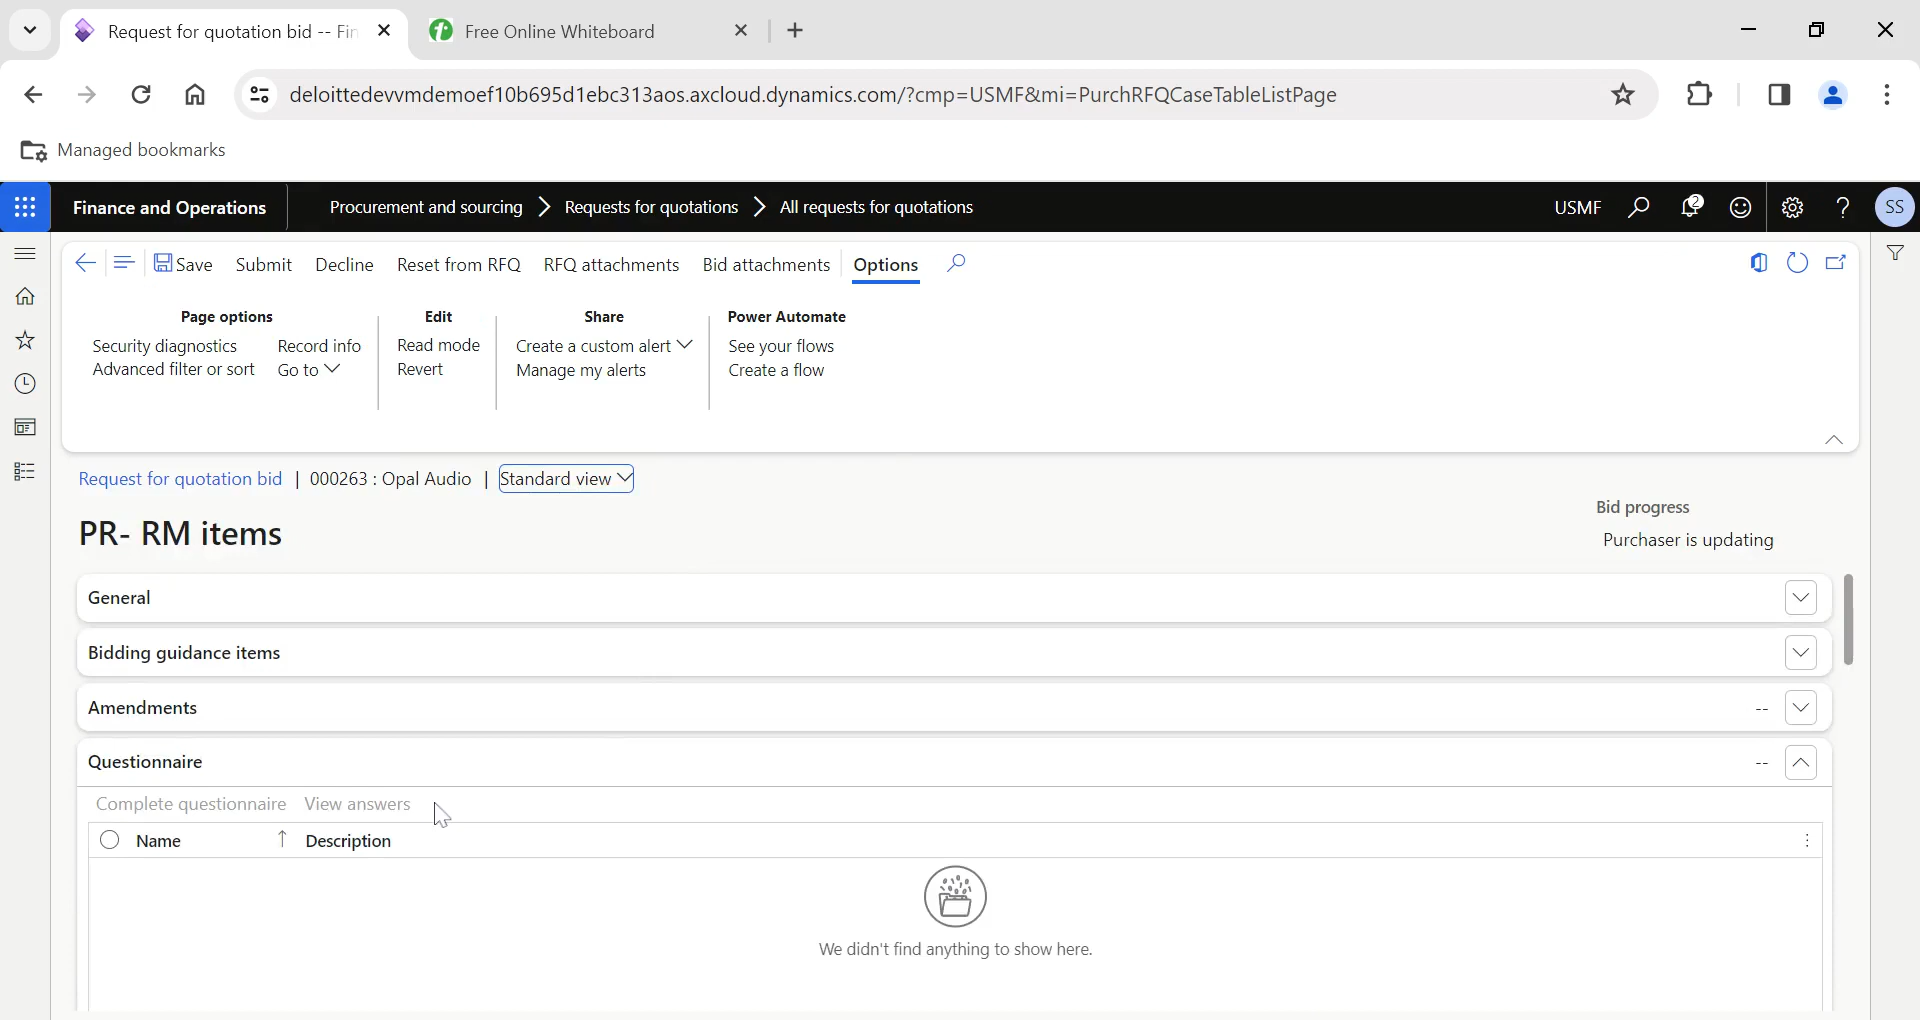 Request for quotation bid -- Fin
Free Online Whiteboard
deloittedevvmdemoef10b695d1ebc313aos.axcloud.dynamics.com/?cmp=USMF&mi=PurchRFQCaseTableListPage
Managed bookmarks
Finance and Operations
Procurement and sourcing
Requests for quotations
All requests for quotations
USMF
2
?
SS
Save
Submit
Decline
Reset from RFQ
RFQ attachments
Bid attachments
Options
Page options
Edit
Share
Power Automate
Security diagnostics
Record info
Read mode
Create a custom alert
See your flows
Advanced filter or sort
Go to
Revert
Manage my alerts
Create a flow
Request for quotation bid | 000263 : Opal Audio | Standard view
Bid progress
PR- RM items
Purchaser is updating
General
Bidding guidance items
Amendments
--
Questionnaire
--
Complete questionnaire
View answers
Name
Description
We didn't find anything to show here.